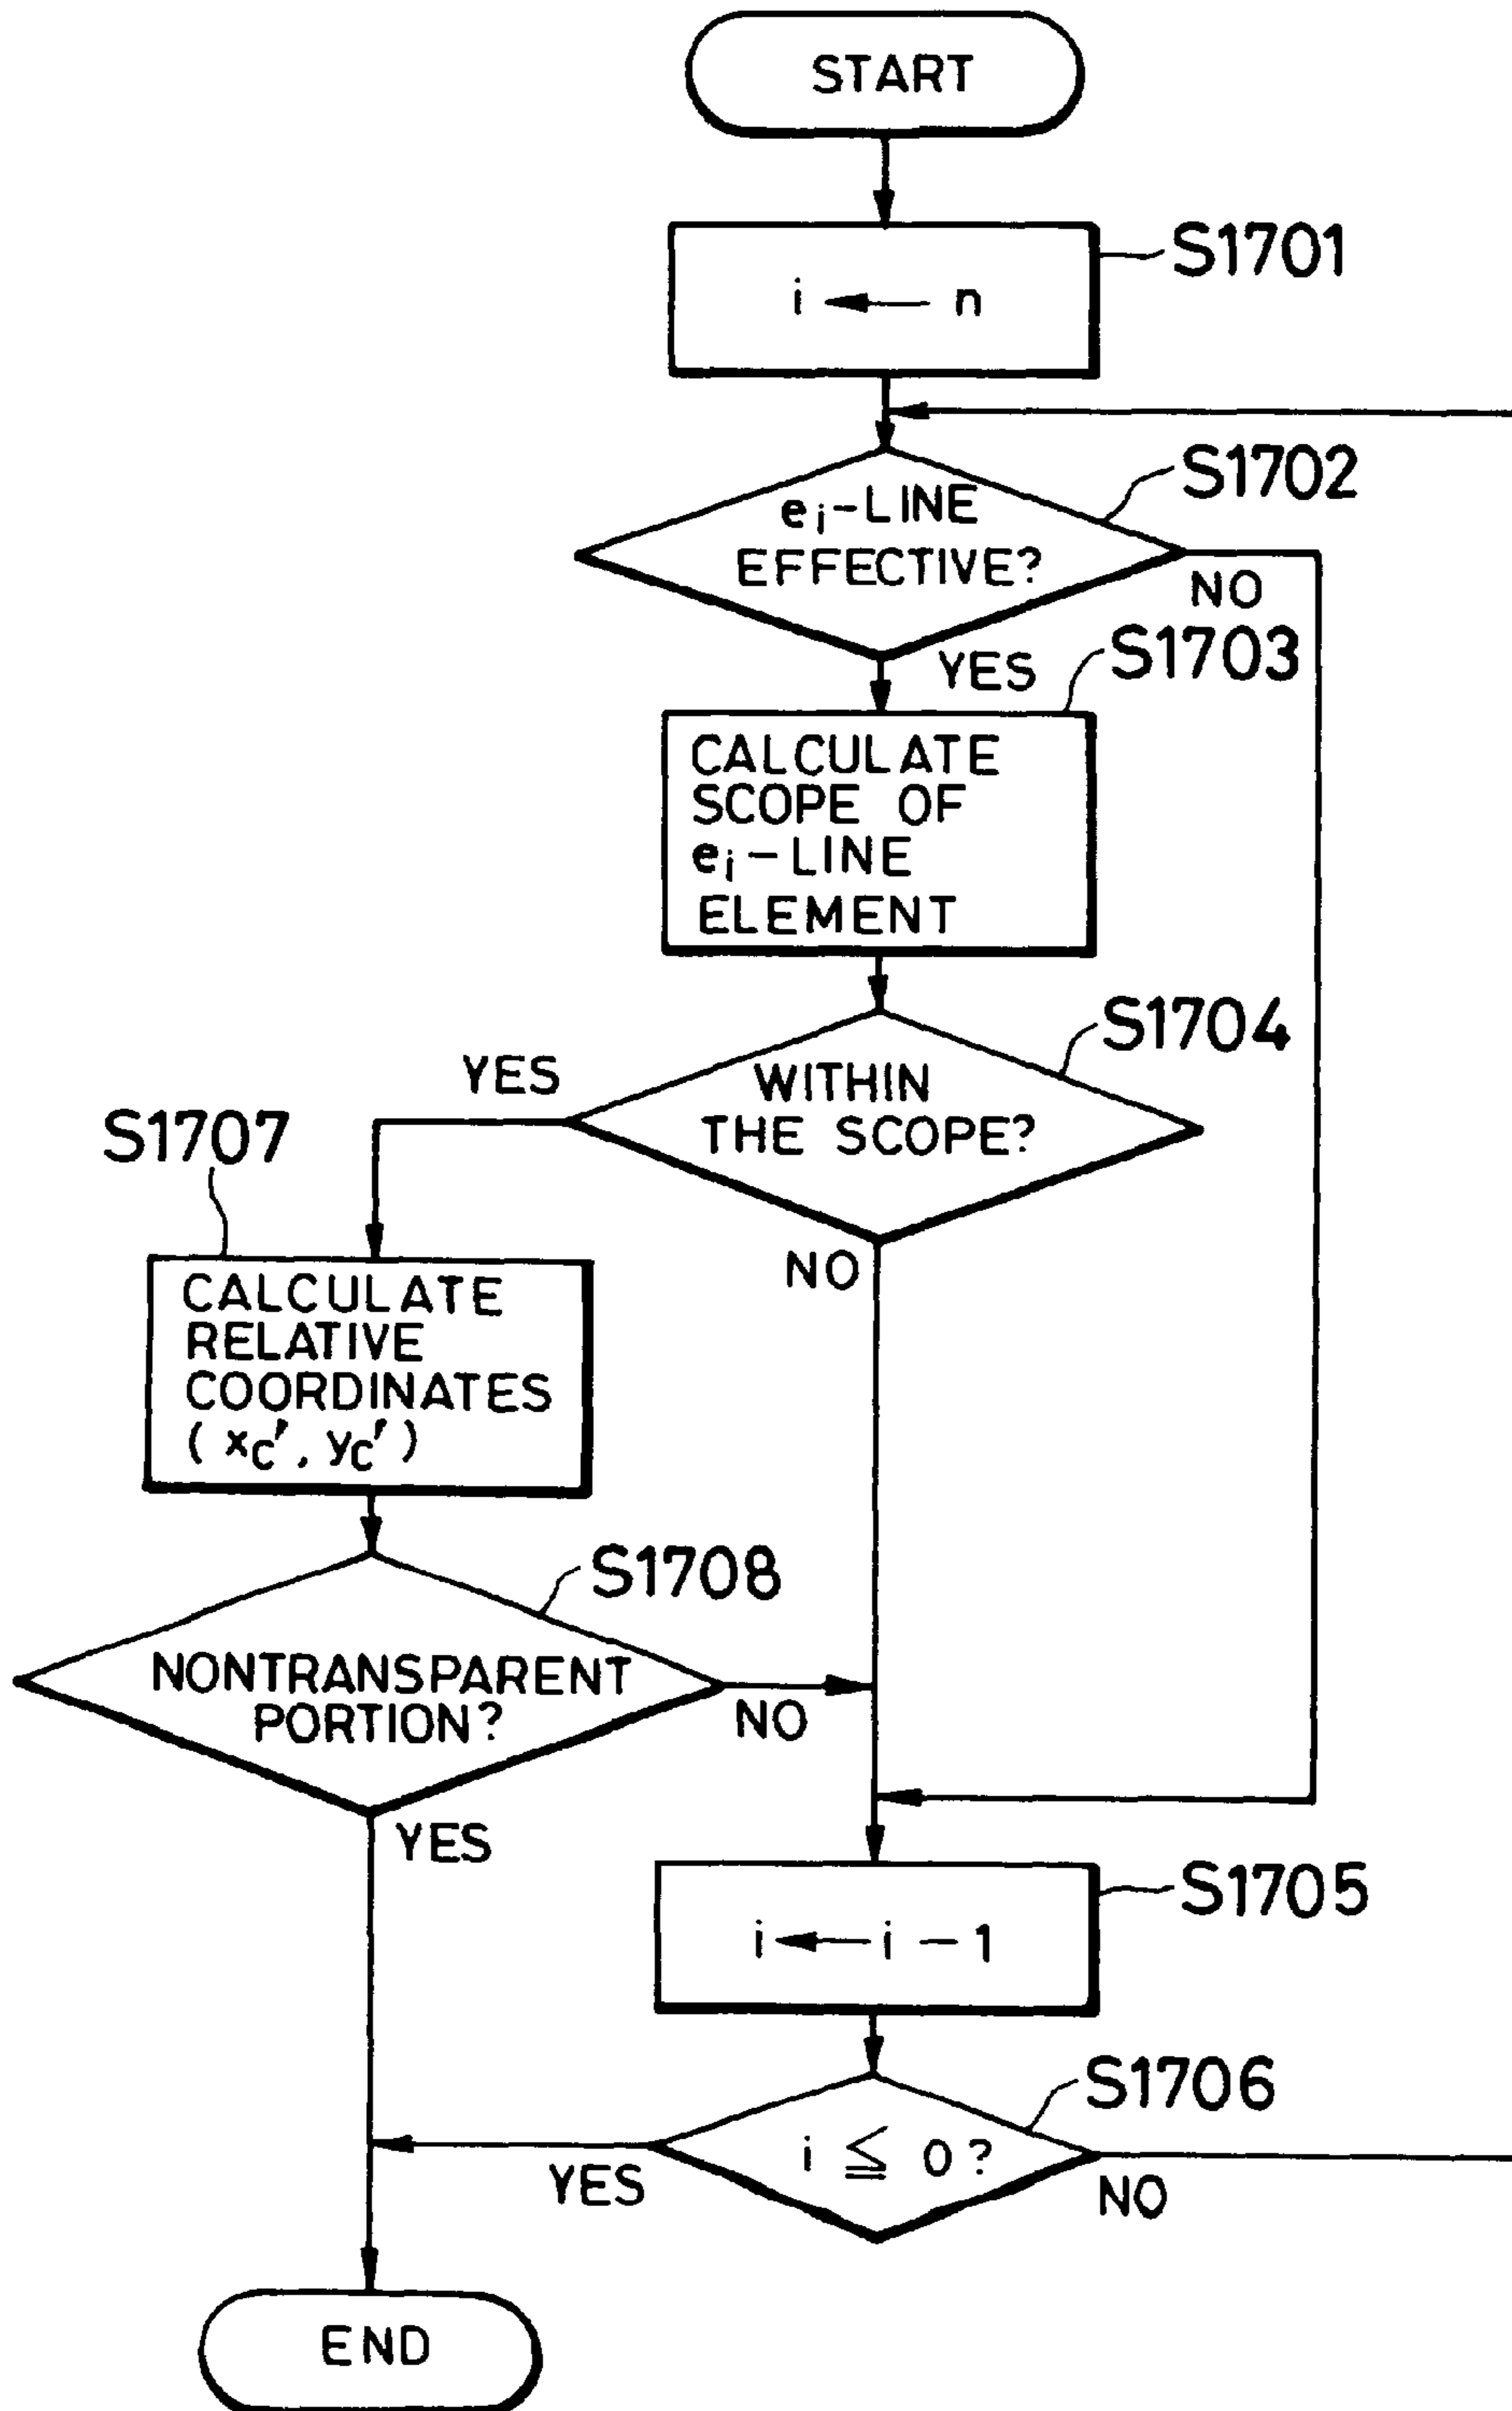 START
S1701
i ← n
S1702
eᵢ-LINE
EFFECTIVE?
NO
YES
S1703
CALCULATE
SCOPE OF
eᵢ-LINE
ELEMENT
S1704
YES
WITHIN
THE SCOPE?
NO
S1707
CALCULATE
RELATIVE
COORDINATES
(xc', yc')
S1708
NONTRANSPARENT
PORTION?
NO
YES
S1705
i ← i - 1
S1706
i ≦ 0?
YES
NO
END